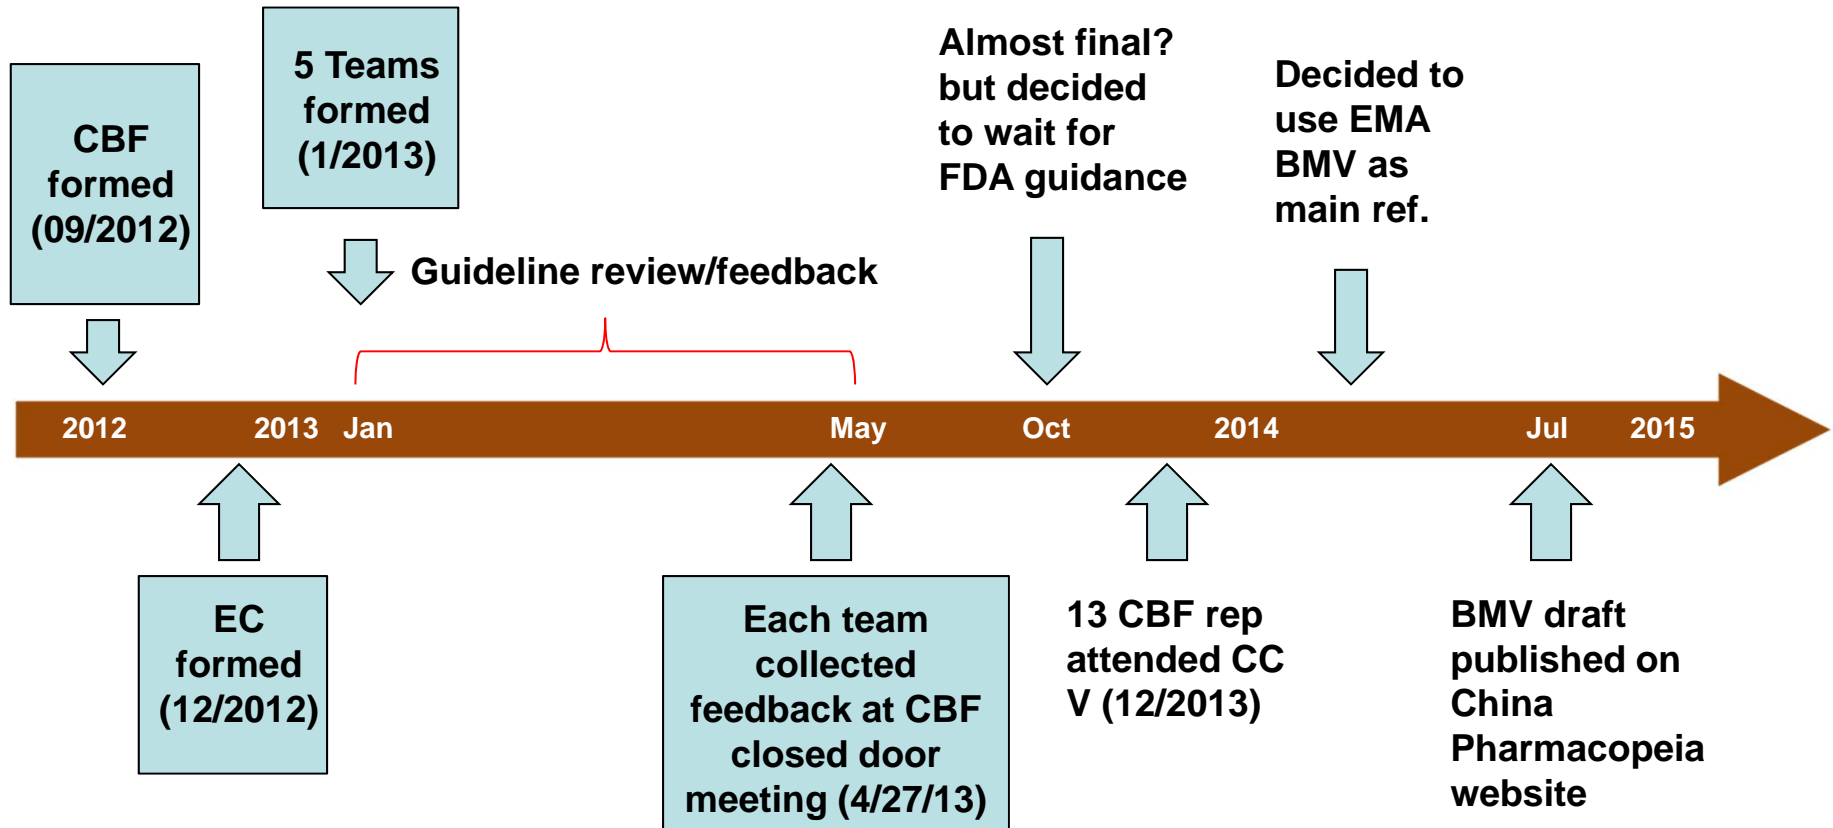 CBF
formed
(09/2012)
5 Teams
formed
(1/2013)
Almost final?
but decided
to wait for
FDA guidance
Decided to
use EMA
BMV as
main ref.
Guideline review/feedback
2012
2013
Jan
May
Oct
2014
Jul
2015
EC
formed
(12/2012)
Each team
collected
feedback at CBF
closed door
meeting (4/27/13)
13 CBF rep
attended CC
V (12/2013)
BMV draft
published on
China
Pharmacopeia
website